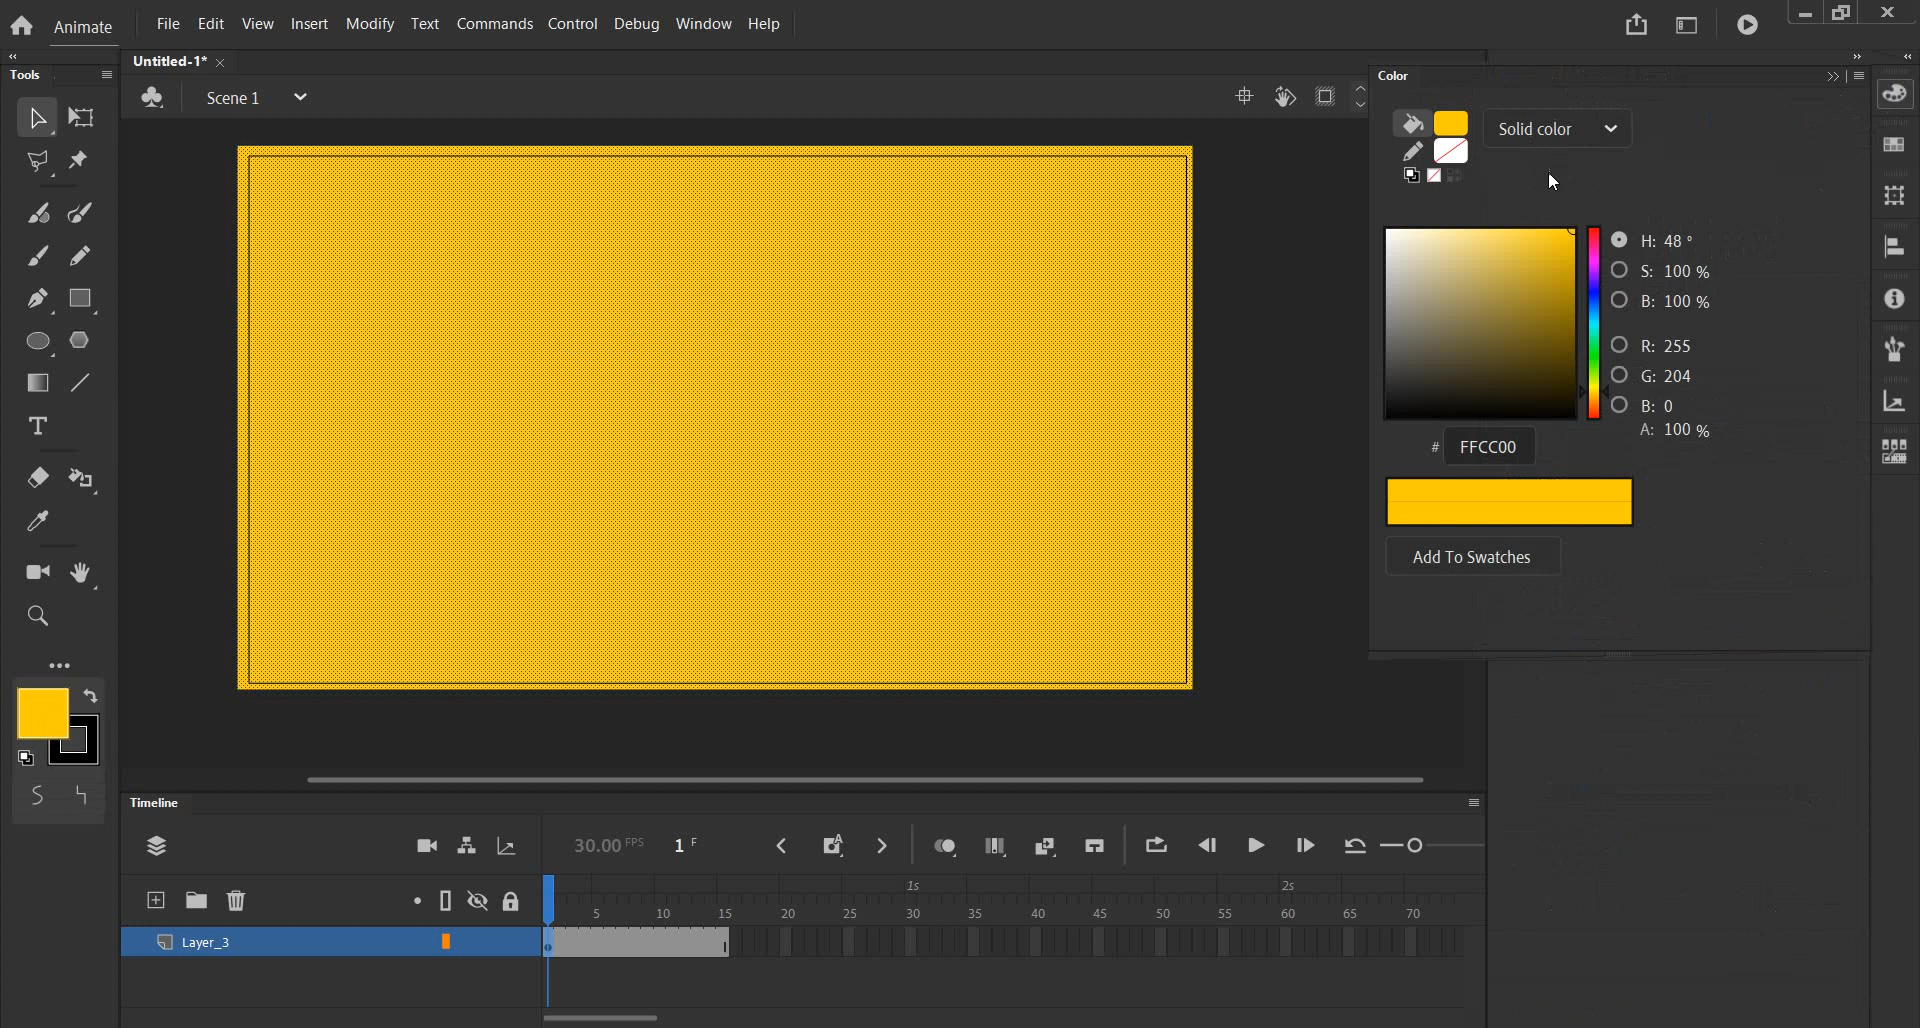 Animate File Edit View Insert Modify Text Commands Control Debug Window Help
Tools
Untitled-1*
Scene 1
Color
Solid color
H: 48 °
S: 100 %
B: 100 %
R: 255
G: 204
B: 0
A: 100 %
# FFCC00
Add To Swatches
Timeline
30.00 FPS 1 F
1s 2s
5 10 15 20 25 30 35 40 45 50 55 60 65 70
Layer_3